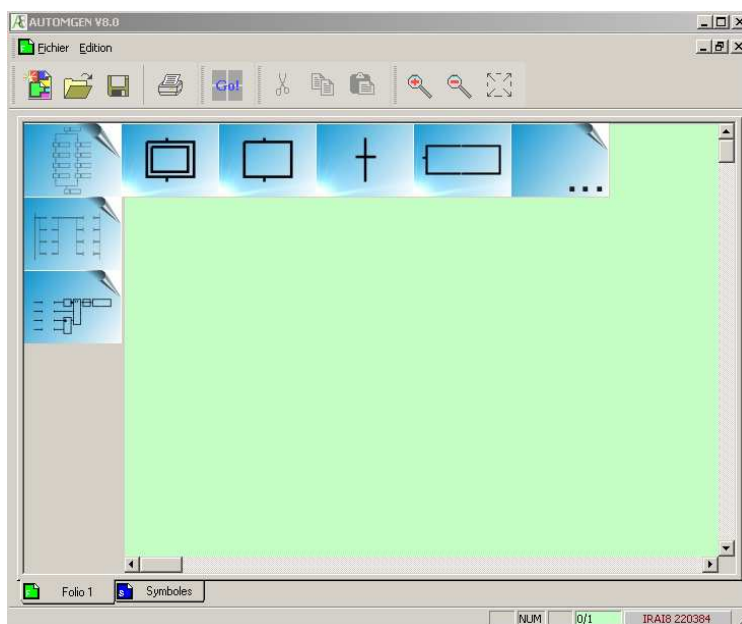 AUTOMGEN V8.0
Fichier Edition
Go!
...
Folio 1 Symboles
NUM 0/1 IRAI8 220384